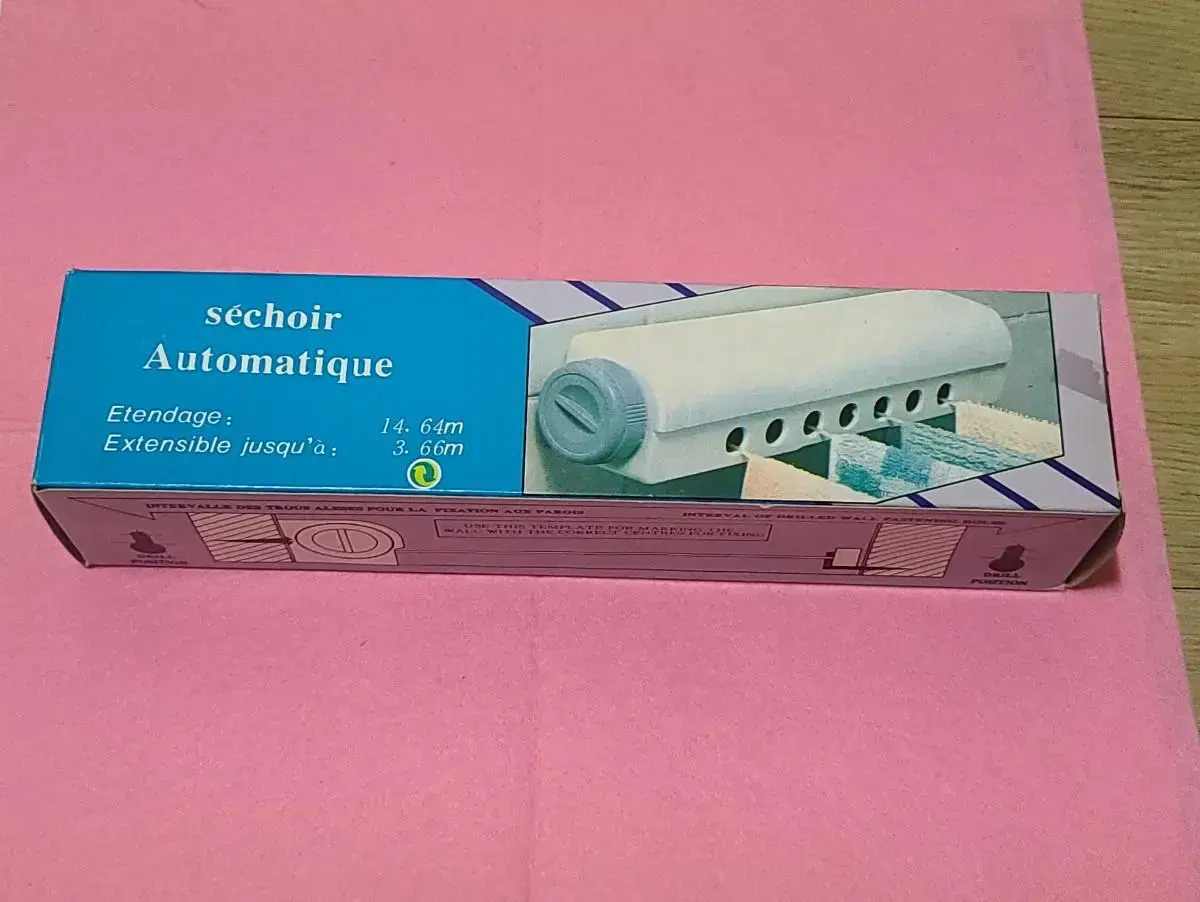 séchoir
Automatique
Etendage: 14. 64m
Extensible jusqu'à: 3. 66m
INTERVALLE DES TROUS ALESES POUR LA FIXATION AUX PAROIS
INTERVAL OF DRILLED WALL FASTENING HOLES
USE THIS TEMPLATE FOR MARKING THE
WALL WITH THE CORRECT CENTRES FOR FIXING
DRILL
POSITION
DRILL
POSITION